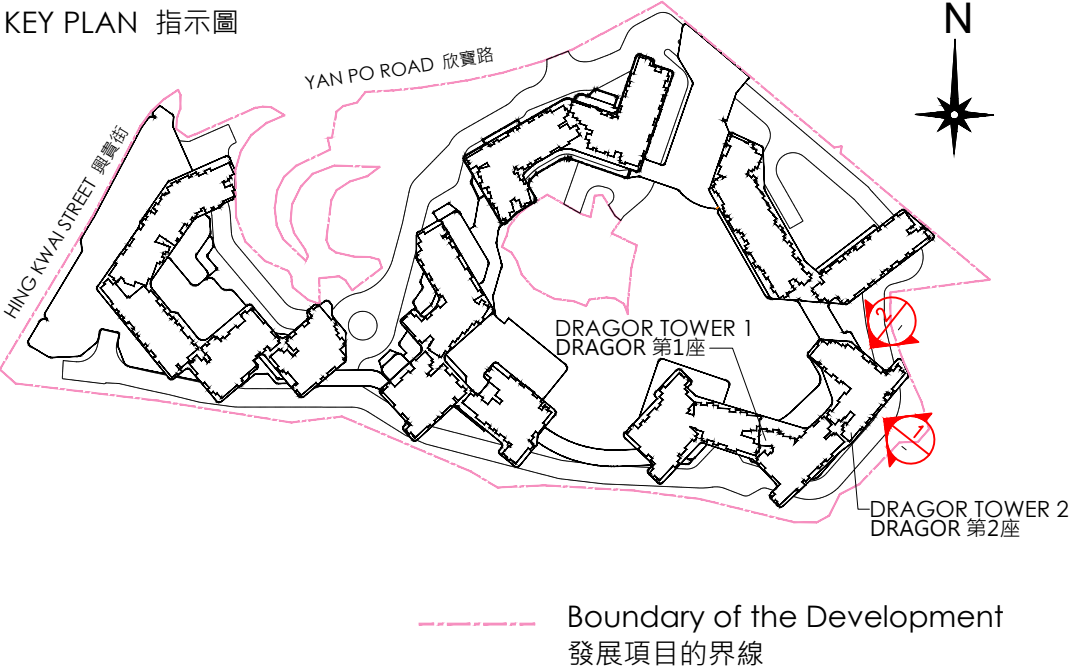 KEY PLAN 指示圖
N
YAN PO ROAD 欣寶路
HING KWAI STREET 興貴街
2
DRAGOR TOWER 1
DRAGOR 第1座
1
DRAGOR TOWER 2
DRAGOR 第2座
Boundary of the Development
發展項目的界線